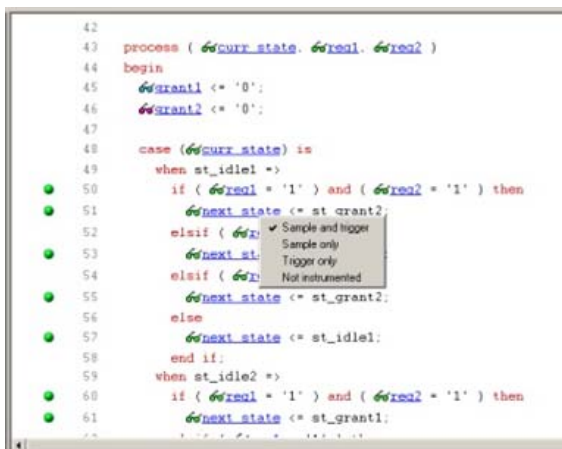 42
43 process ( curr_state, req1, req2 )
44 begin
45 grant1 <= '0';
46 grant2 <= '0';
47
48 case (curr_state) is
49 when st_idle1 =>
50 if ( req1 = '1' ) and ( req2 = '1' ) then
51 next_state <= st_grant2;
52 elsif (
✓ Sample and trigger
Sample only
Trigger only
Not instrumented
53
54 elsif (
55 next_state <= st_grant2;
56 else
57 next_state <= st_idle1;
58 end if;
59 when st_idle2 =>
60 if ( req1 = '1' ) and ( req2 = '1' ) then
61 next_state <= st_grant1;